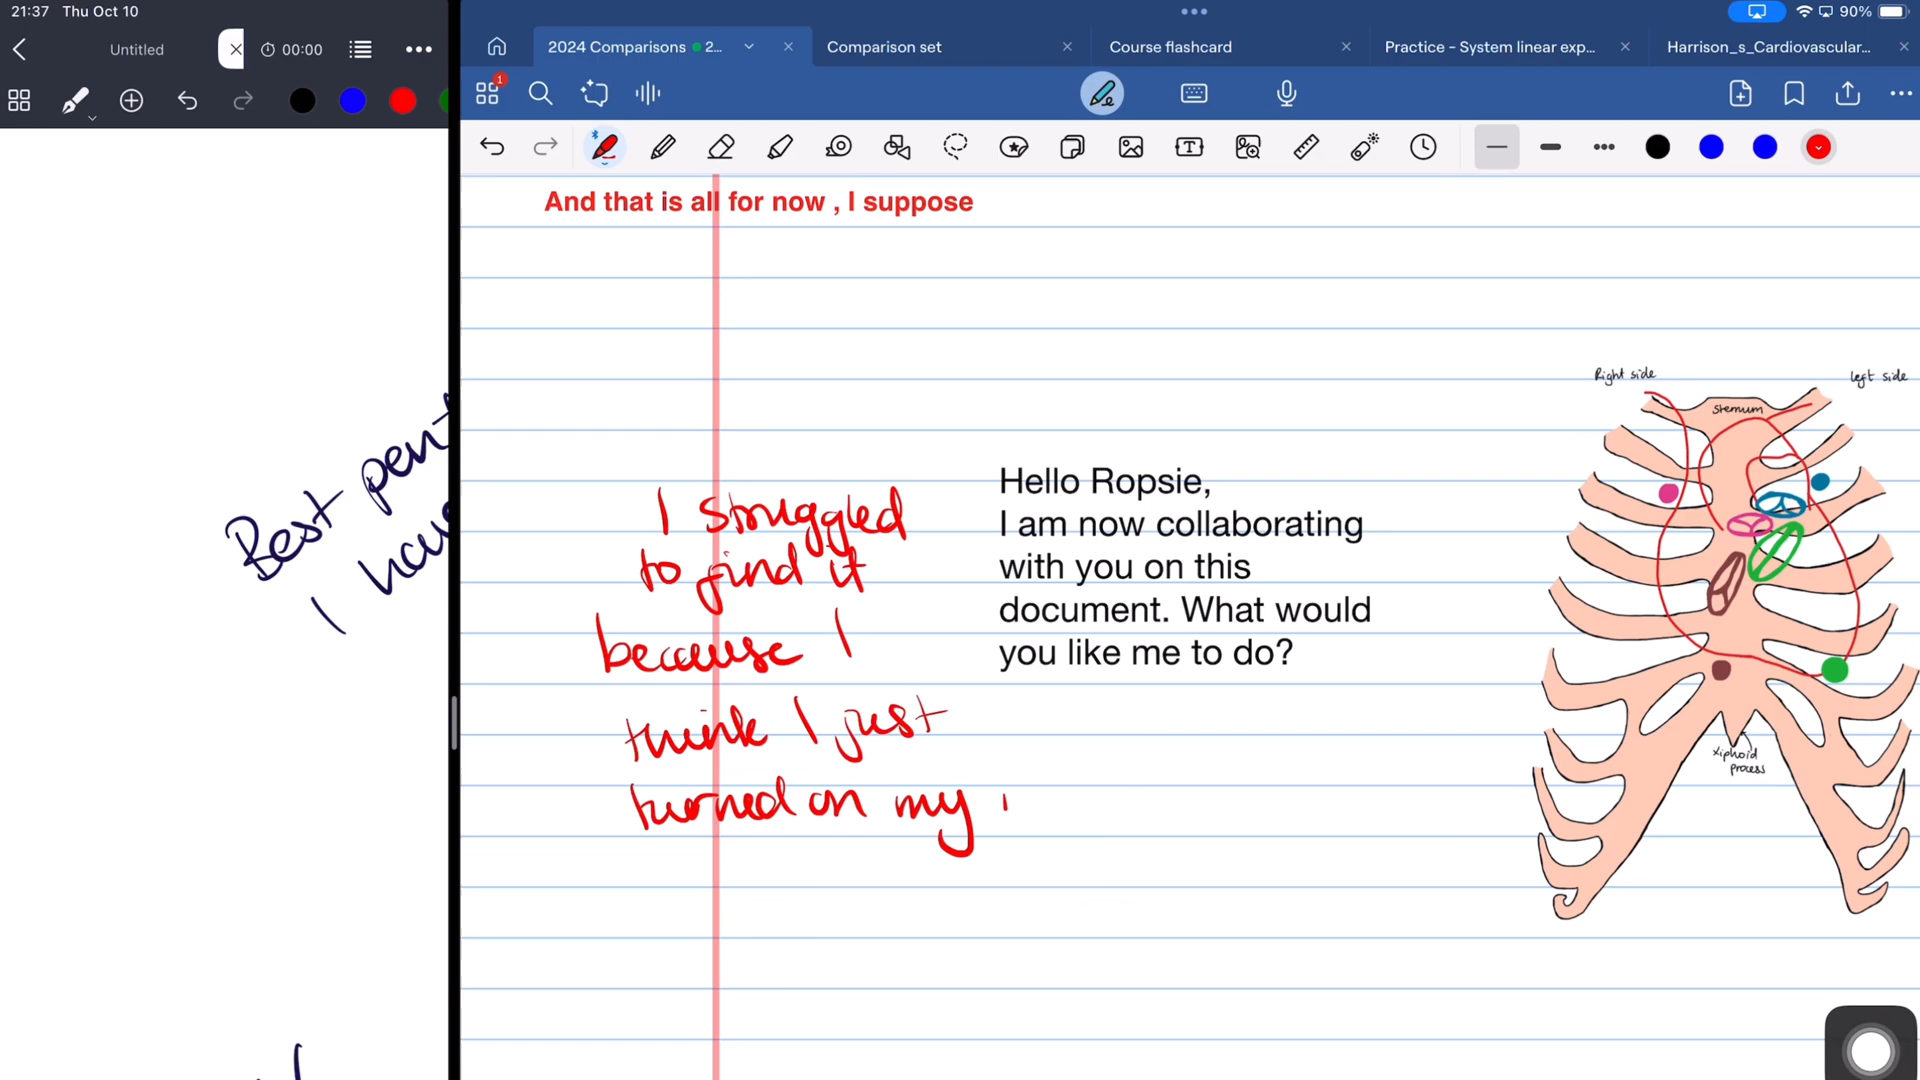 21:37 Thu Oct 10
90%
Untitled
00:00
2024 Comparisons 2...
Comparison set
Course flashcard
Practice - System linear exp...
Harrison_s_Cardiovascular...
1
And that is all for now , I suppose
Best pen
I hav
I struggled
to find it
because I
think I just
turned on my
Hello Ropsie,
I am now collaborating
with you on this
document. What would
you like me to do?
Right side
Left side
Sternum
Xiphoid
process